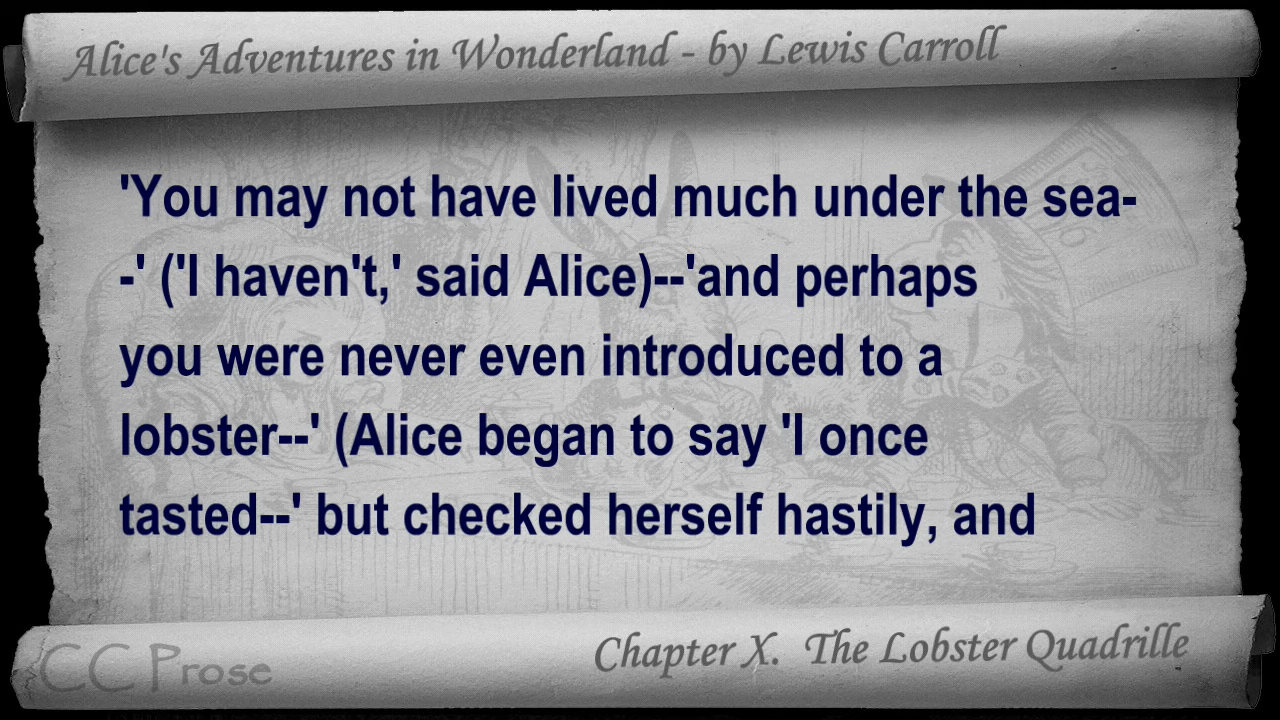 Alice's Adventures in Wonderland - by Lewis Carroll
'You may not have lived much under the sea-
-' ('I haven't,' said Alice)--'and perhaps
you were never even introduced to a
lobster--' (Alice began to say 'I once
tasted--' but checked herself hastily, and
Chapter X. The Lobster Quadrille
CC Prose